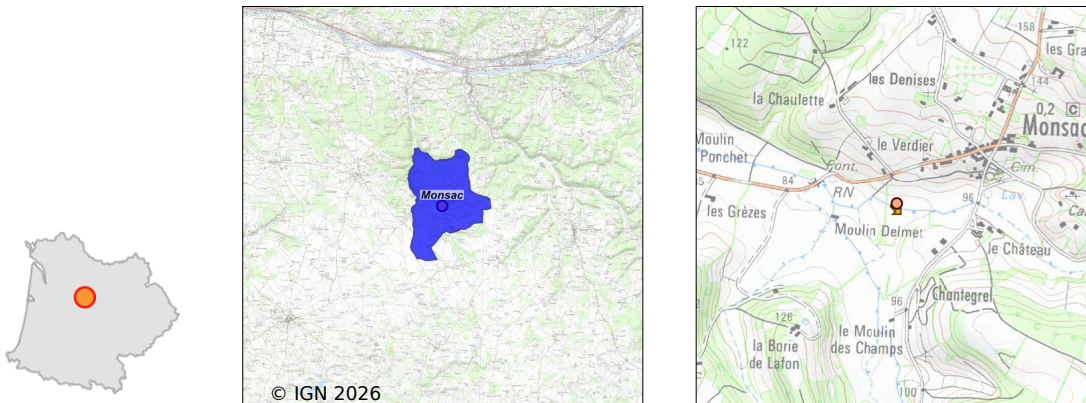 Monsac
© IGN 2026
122
158
les Gra
les Denises
144
la Chaulette
0,2 C
Monsac
Moulin
Ponchet
le Verdier
Font.
Cim.
84
RN
96
Lav.
les Grèzes
Moulin Delmet
le Château
Chantegrel
96
126
le Moulin
des Champs
la Borie
de Lafon
100